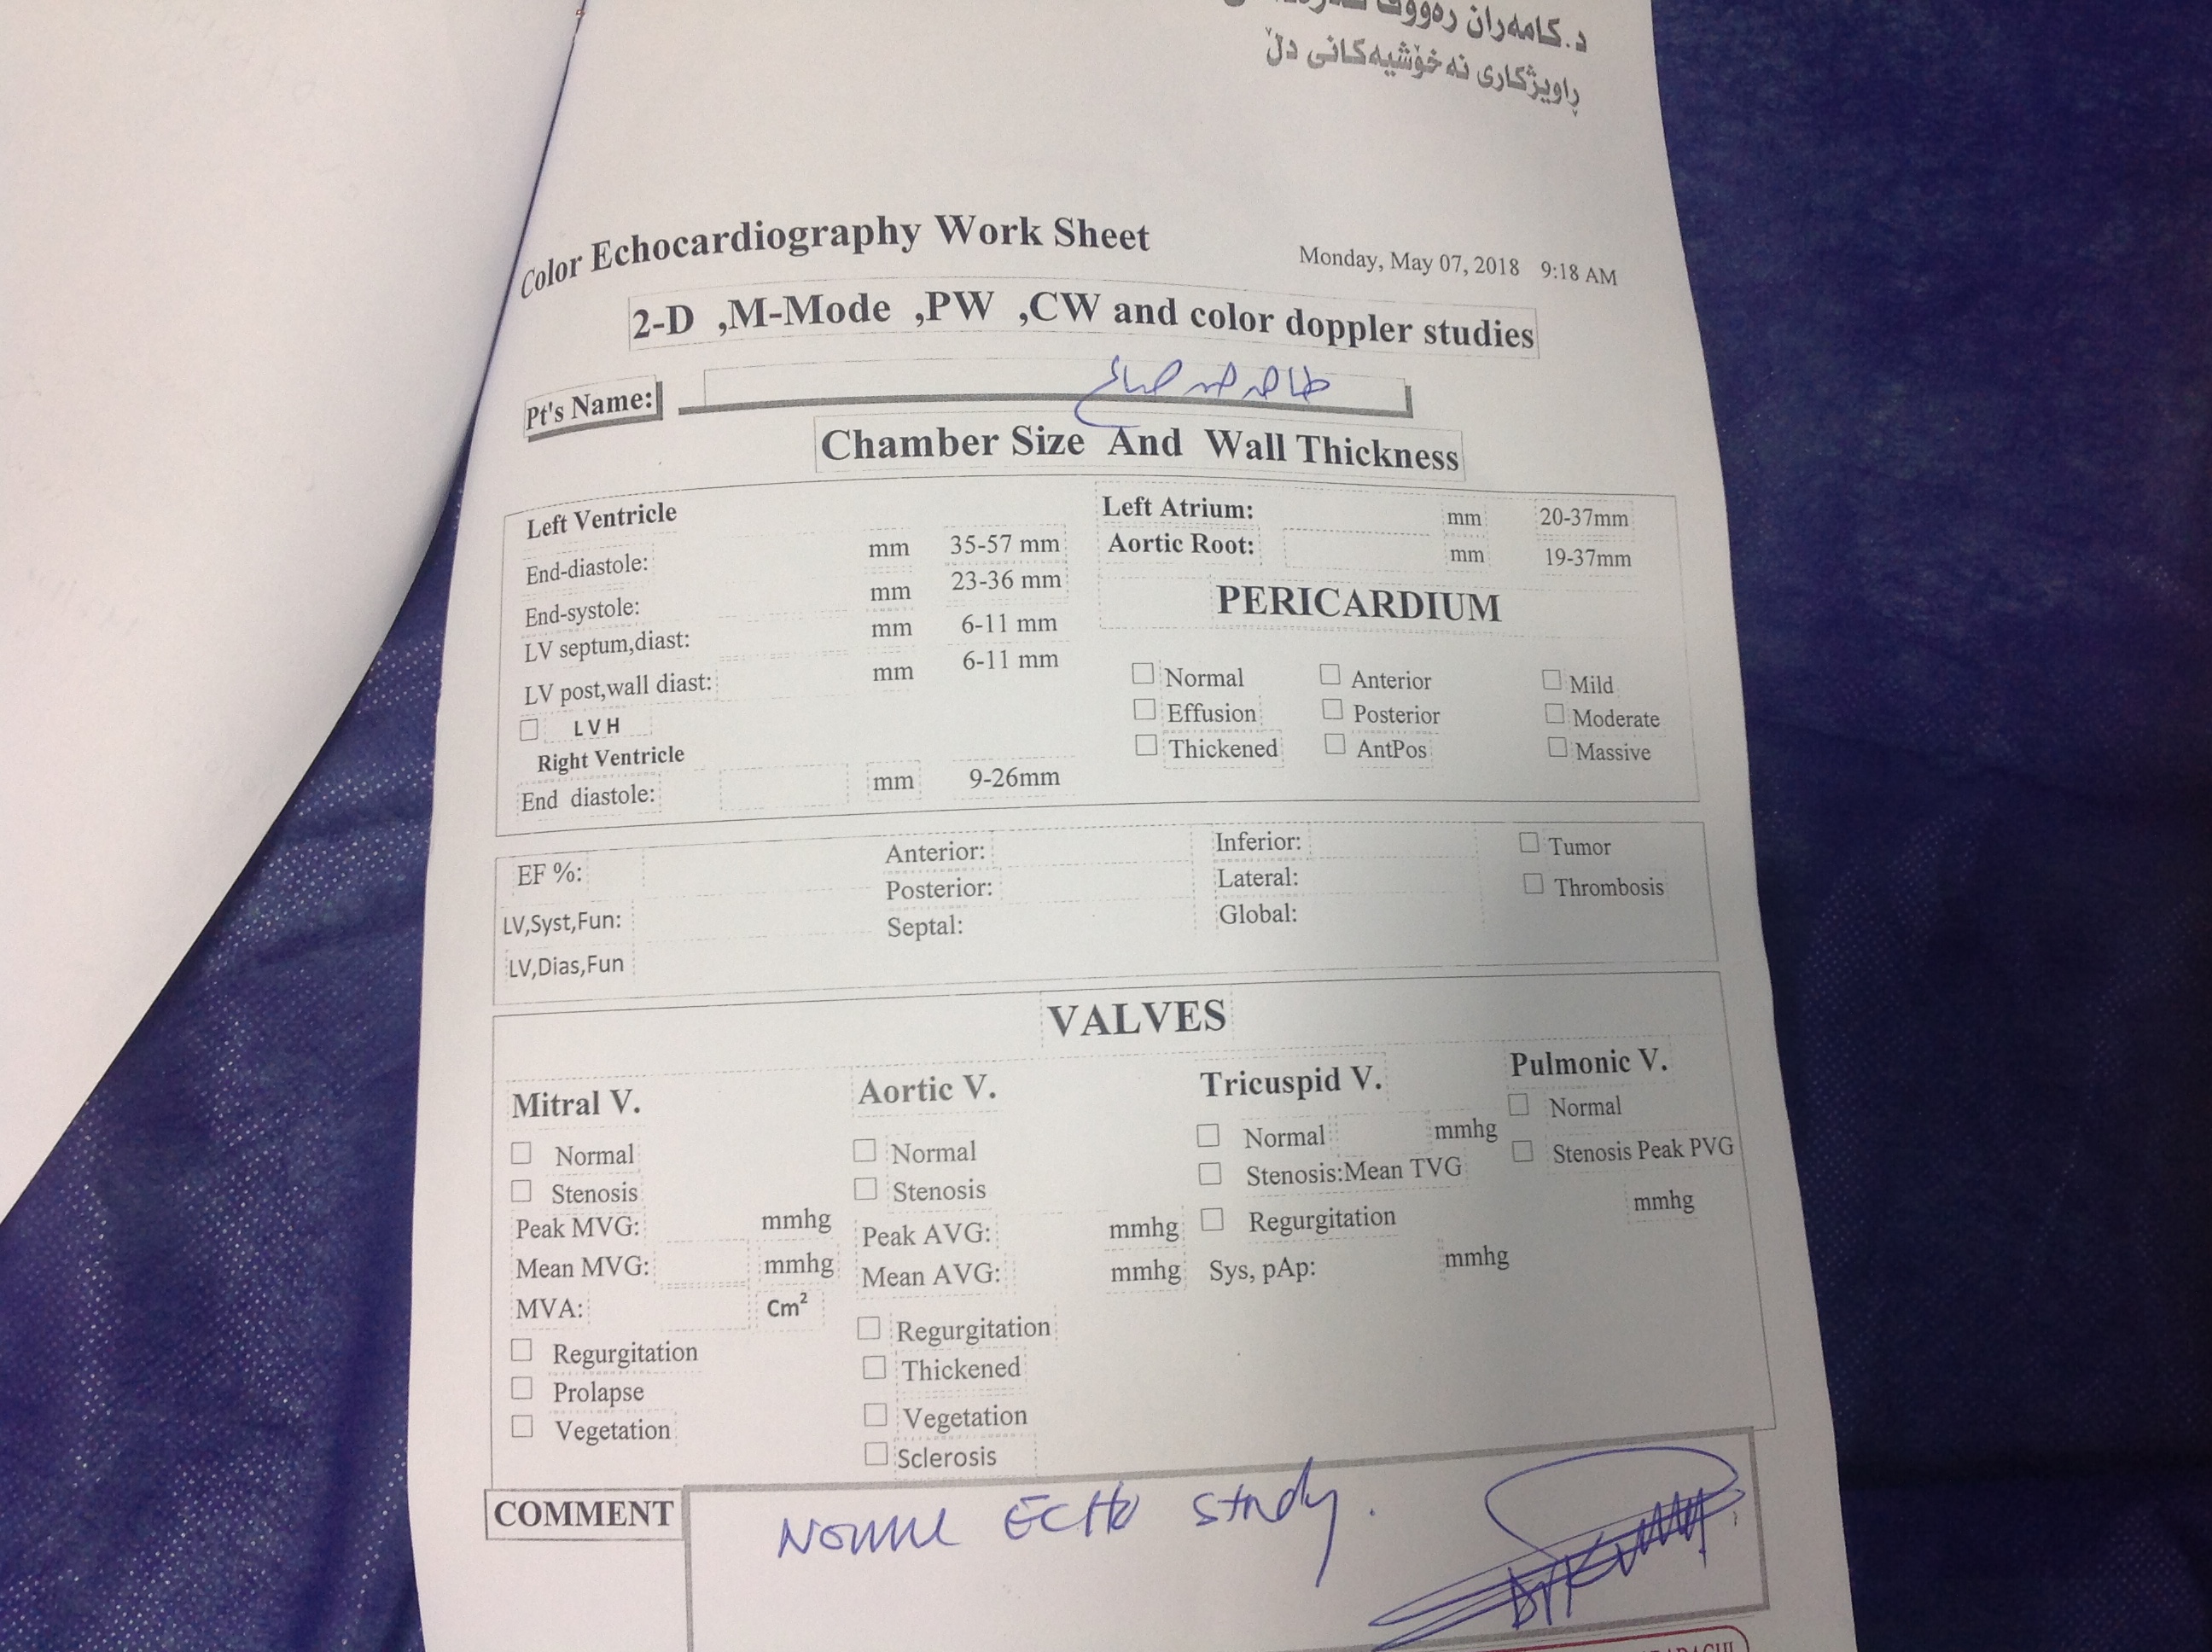 د.کامەران
ڕاویژکاری نەخۆشیەکانی دڵ
Color Echocardiography Work Sheet
Monday, May 07, 2018 9:18 AM
2-D ,M-Mode ,PW ,CW and color doppler studies
Pt's Name:
Chamber Size And Wall Thickness
Left Ventricle
End-diastole: mm 35-57 mm
End-systole: mm 23-36 mm
LV septum,diast: mm 6-11 mm
LV post,wall diast: mm 6-11 mm
LVH
Right Ventricle
End diastole: mm 9-26mm
Left Atrium: mm 20-37mm
Aortic Root: mm 19-37mm
PERICARDIUM
Normal Anterior Mild
Effusion Posterior Moderate
Thickened AntPos Massive
EF %: Anterior: Inferior: Tumor
LV,Syst,Fun: Posterior: Lateral: Thrombosis
LV,Dias,Fun Septal: Global:
VALVES
Mitral V.
Normal
Stenosis
Peak MVG: mmhg
Mean MVG: mmhg
MVA: Cm²
Regurgitation
Prolapse
Vegetation
Aortic V.
Normal
Stenosis
Peak AVG: mmhg
Mean AVG: mmhg
Regurgitation
Thickened
Vegetation
Sclerosis
Tricuspid V.
Normal mmhg
Stenosis:Mean TVG
Regurgitation
Sys, pAp: mmhg
Pulmonic V.
Normal
Stenosis Peak PVG
mmhg
COMMENT
ECHO study.